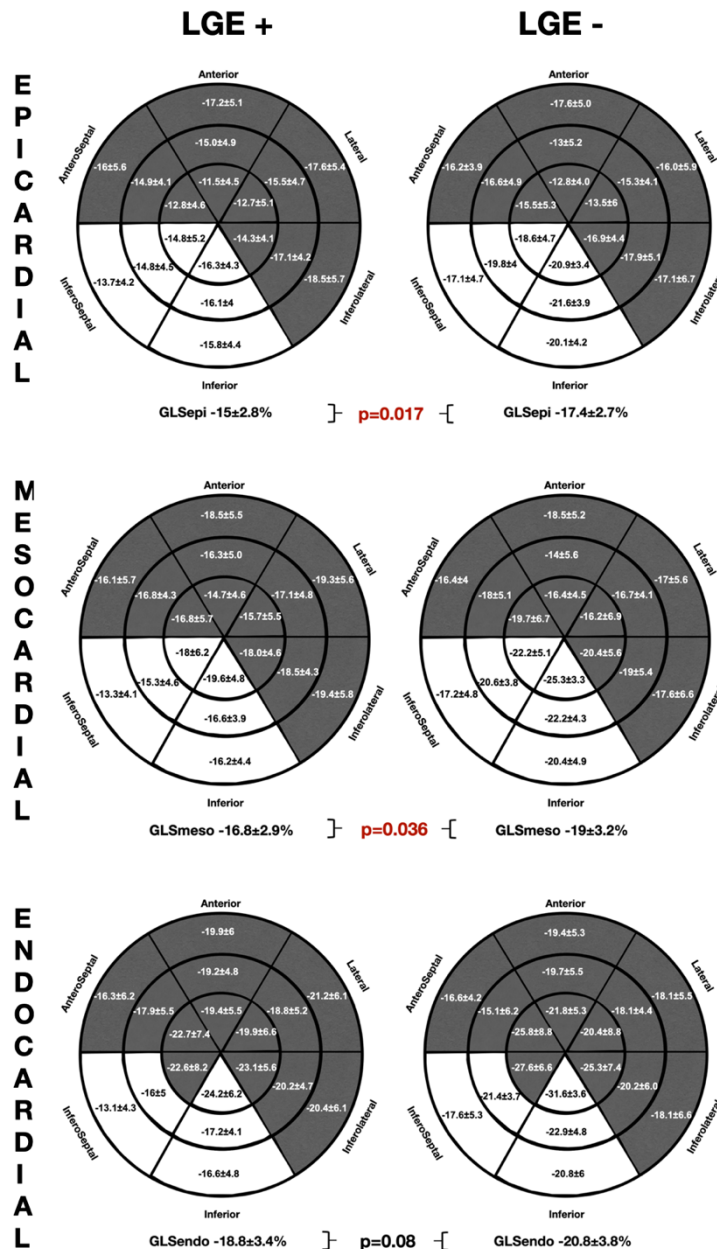 LGE + LGE -
EPICARDIAL
Anterior Anterior
-17.2±5.1 -17.6±5.0
AnteroSeptal Lateral AnteroSeptal Lateral
-15.0±4.9 -13±5.2
-16±5.6 -17.6±5.4 -16.2±3.9 -16.0±5.9
-14.9±4.1 -11.5±4.5 -15.5±4.7 -16.6±4.9 -12.8±4.0 -15.3±4.1
-12.8±4.6 -12.7±5.1 -15.5±5.3 -13.5±6
-14.8±5.2 -14.3±4.1 -18.6±4.7 -16.9±4.4
-13.7±4.2 -14.8±4.5 -16.3±4.3 -17.1±4.2 -18.5±5.7 -17.1±4.7 -19.8±4 -20.9±3.4 -17.9±5.1 -17.1±6.7
-16.1±4 -21.6±3.9
InferoSeptal Inferolateral InferoSeptal Inferolateral
-15.8±4.4 -20.1±4.2
Inferior Inferior
GLSepi -15±2.8% p=0.017 GLSepi -17.4±2.7%
MESOCARDIAL
Anterior Anterior
-18.5±5.5 -18.5±5.2
AnteroSeptal Lateral AnteroSeptal Lateral
-16.3±5.0 -14±5.6
-16.1±5.7 -19.3±5.6 -16.4±4 -17±5.6
-16.8±4.3 -14.7±4.6 -17.1±4.8 -18±5.1 -16.4±4.5 -16.7±4.1
-16.8±5.7 -15.7±5.5 -19.7±6.7 -16.2±6.9
-18±6.2 -18.0±4.6 -22.2±5.1 -20.4±5.6
-13.3±4.1 -15.3±4.6 -19.6±4.8 -18.5±4.3 -19.4±5.8 -17.2±4.8 -20.6±3.8 -25.3±3.3 -19±5.4 -17.6±6.6
-16.6±3.9 -22.2±4.3
InferoSeptal Inferolateral InferoSeptal Inferolateral
-16.2±4.4 -20.4±4.9
Inferior Inferior
GLSmeso -16.8±2.9% p=0.036 GLSmeso -19±3.2%
ENDOCARDIAL
Anterior Anterior
-19.9±6 -19.4±5.3
AnteroSeptal Lateral AnteroSeptal Lateral
-19.2±4.8 -19.7±5.5
-16.3±6.2 -21.2±6.1 -16.6±4.2 -18.1±5.5
-17.9±5.5 -19.4±5.5 -18.8±5.2 -15.1±6.2 -21.8±5.3 -18.1±4.4
-22.7±7.4 -19.9±6.6 -25.8±8.8 -20.4±8.8
-22.6±8.2 -23.1±5.6 -27.6±6.6 -25.3±7.4
-13.1±4.3 -16±5 -24.2±6.2 -20.2±4.7 -20.4±6.1 -17.6±5.3 -21.4±3.7 -31.6±3.6 -20.2±6.0 -18.1±6.6
-17.2±4.1 -22.9±4.8
InferoSeptal Inferolateral InferoSeptal Inferolateral
-16.6±4.8 -20.8±6
Inferior Inferior
GLSendo -18.8±3.4% p=0.08 GLSendo -20.8±3.8%